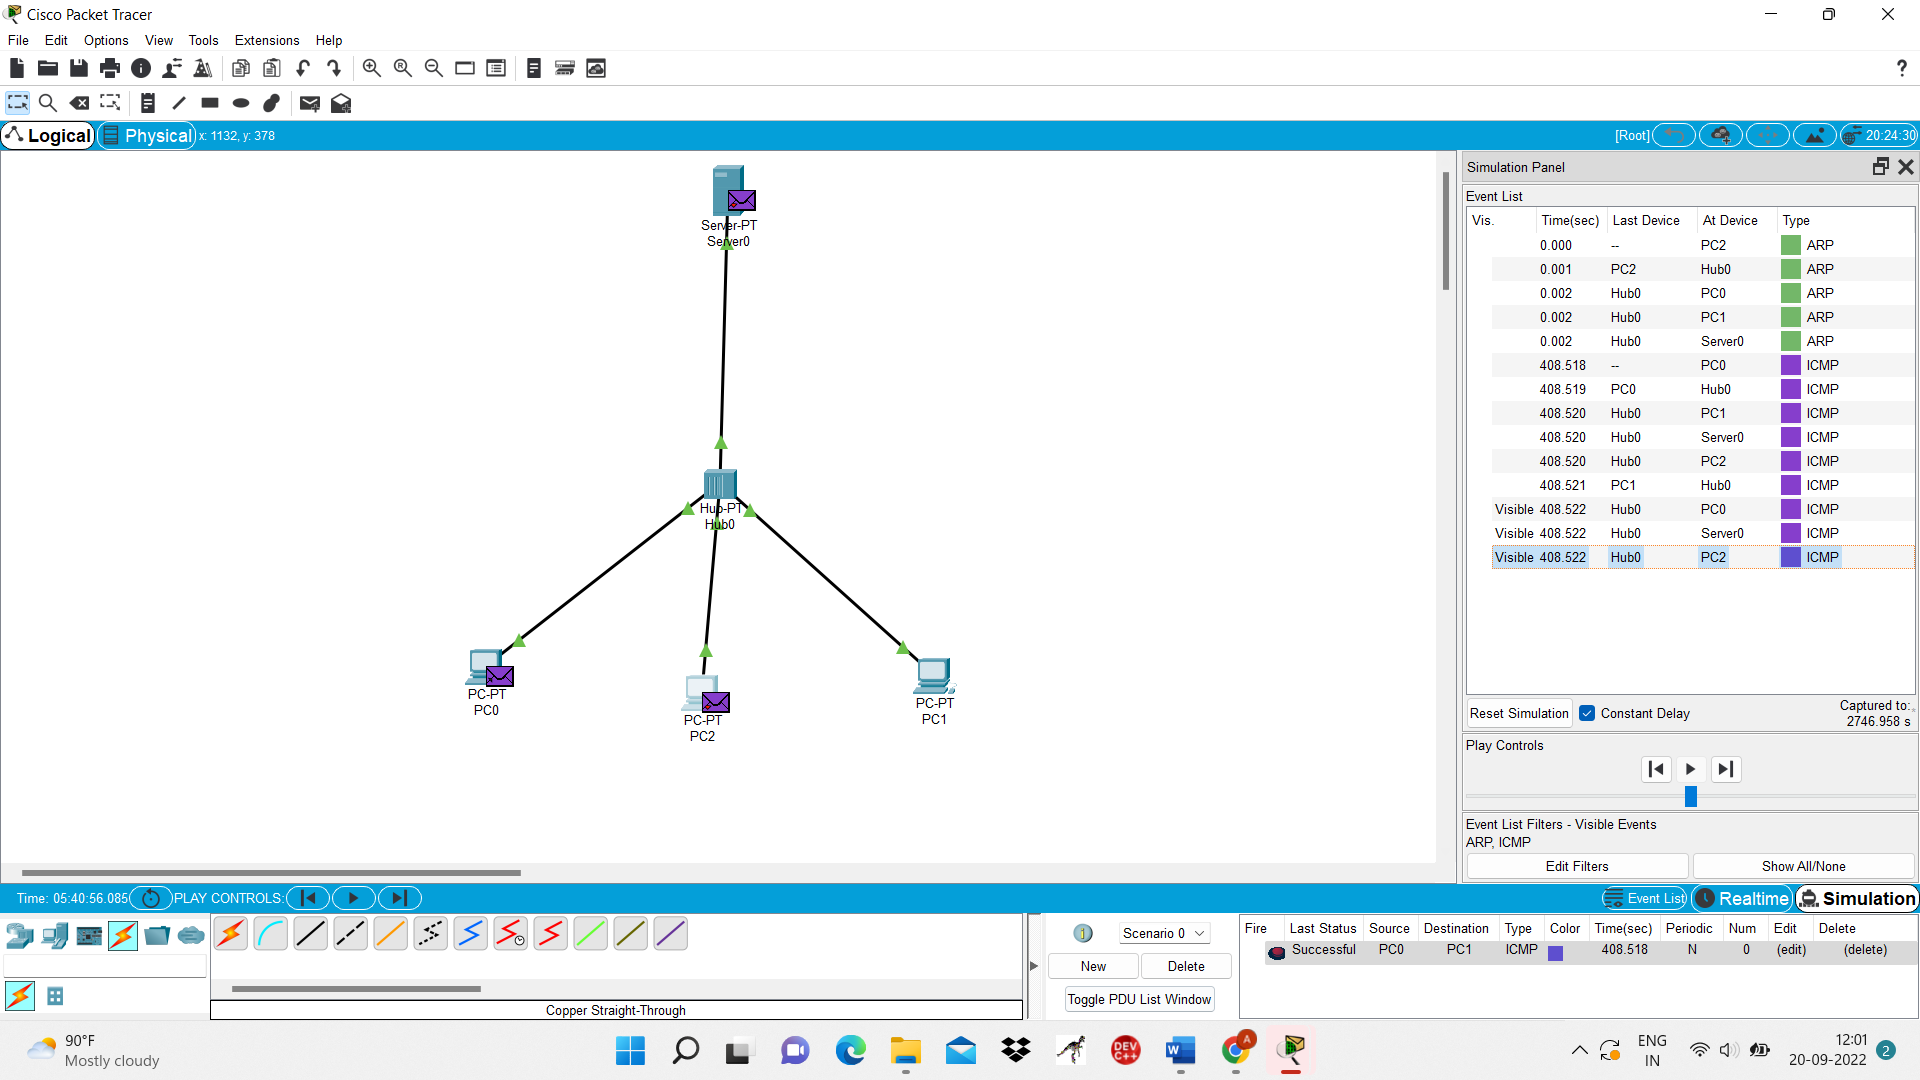 Cisco Packet Tracer
File Edit Options View Tools Extensions Help
Logical Physical x: 1132, y: 378 [Root] 20:24:30
Server-PT
Server0
Hub-PT
Hub0
PC-PT
PC0
PC-PT
PC2
PC-PT
PC1
Simulation Panel
Event List
Vis. Time(sec) Last Device At Device Type
0.000 -- PC2 ARP
0.001 PC2 Hub0 ARP
0.002 Hub0 PC0 ARP
0.002 Hub0 PC1 ARP
0.002 Hub0 Server0 ARP
408.518 -- PC0 ICMP
408.519 PC0 Hub0 ICMP
408.520 Hub0 PC1 ICMP
408.520 Hub0 Server0 ICMP
408.520 Hub0 PC2 ICMP
408.521 PC1 Hub0 ICMP
Visible 408.522 Hub0 PC0 ICMP
Visible 408.522 Hub0 Server0 ICMP
Visible 408.522 Hub0 PC2 ICMP
Reset Simulation Constant Delay Captured to:
2746.958 s
Play Controls
Event List Filters - Visible Events
ARP, ICMP
Edit Filters Show All/None
Time: 05:40:56.085 PLAY CONTROLS: Event List Realtime Simulation
Copper Straight-Through
1 Scenario 0
New Delete
Toggle PDU List Window
Fire Last Status Source Destination Type Color Time(sec) Periodic Num Edit Delete
Successful PC0 PC1 ICMP 408.518 N 0 (edit) (delete)
90°F
Mostly cloudy
DEV
C++
W
A
ENG
IN
12:01
20-09-2022
2